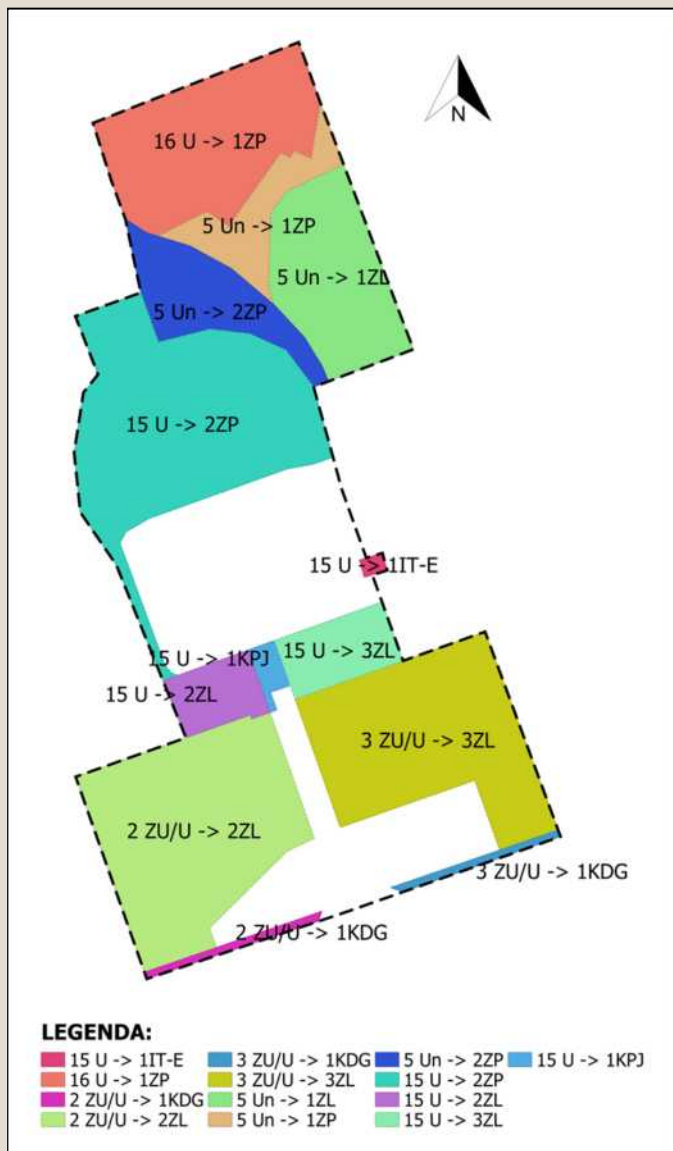 N
16 U -> 1ZP
5 Un -> 1ZP
5 Un -> 1ZL
5 Un -> 2ZP
15 U -> 2ZP
15 U -> 1IT-E
15 U -> 1KPJ
15 U -> 3ZL
15 U -> 2ZL
3 ZU/U -> 3ZL
2 ZU/U -> 2ZL
3 ZU/U -> 1KDG
2 ZU/U -> 1KDG
LEGENDA:
15 U -> 1IT-E 3 ZU/U -> 1KDG 5 Un -> 2ZP 15 U -> 1KPJ
16 U -> 1ZP 3 ZU/U -> 3ZL 15 U -> 2ZP
2 ZU/U -> 1KDG 5 Un -> 1ZL 15 U -> 2ZL
2 ZU/U -> 2ZL 5 Un -> 1ZP 15 U -> 3ZL